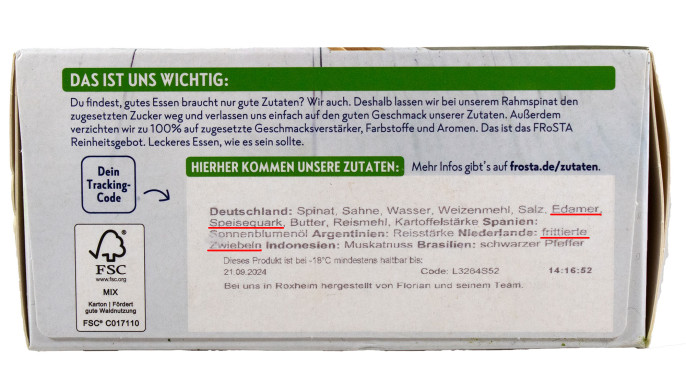 DAS IST UNS WICHTIG:
Du findest, gutes Essen braucht nur gute Zutaten? Wir auch. Deshalb lassen wir bei unserem Rahmspinat den
zugesetzten Zucker weg und verlassen uns einfach auf den guten Geschmack unserer Zutaten. Außerdem
verzichten wir zu 100% auf zugesetzte Geschmacksverstärker, Farbstoffe und Aromen. Das ist das FRoSTA
Reinheitsgebot. Leckeres Essen, wie es sein sollte.
HIERHER KOMMEN UNSERE ZUTATEN: Mehr Infos gibt's auf frosta.de/zutaten.
Dein
Tracking-
Code
Deutschland: Spinat, Sahne, Wasser, Weizenmehl, Salz, Edamer,
Speisequark, Butter, Reismehl, Kartoffelstärke Spanien:
Sonnenblumenöl Argentinien: Reisstärke Niederlande: frittierte
Zwiebeln Indonesien: Muskatnuss Brasilien: schwarzer Pfeffer
Dieses Produkt ist bei -18°C mindestens haltbar bis:
21.09.2024 Code: L3264S52 14:16:52
Bei uns in Roxheim hergestellt von Florian und seinem Team.
FSC
www.fsc.org
MIX
Karton | Fördert
gute Waldnutzung
FSC® C017110